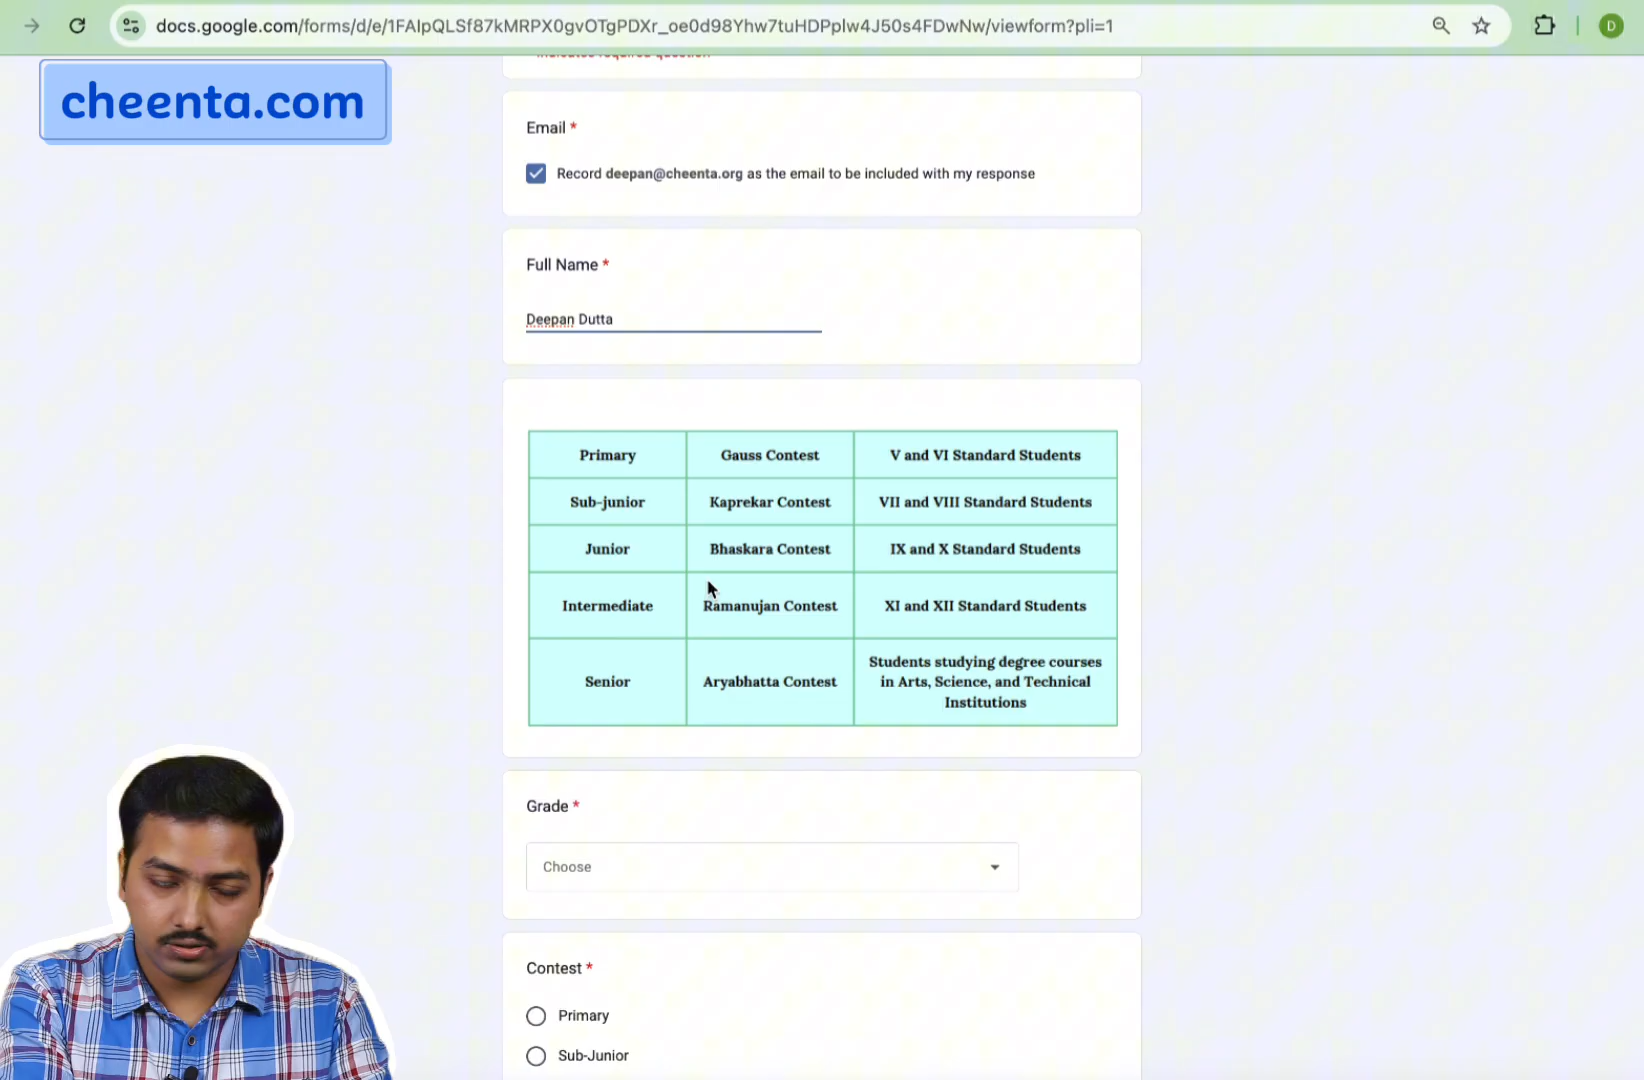 docs.google.com/forms/d/e/1FAIpQLSf87kMRPX0gvOTgPDXr_oe0d98Yhw7tuHDPplw4J50s4FDwNw/viewform?pli=1
D
cheenta.com
Email *
Record deepan@cheenta.org as the email to be included with my response
Full Name *
Deepan Dutta
Primary Gauss Contest V and VI Standard Students
Sub-junior Kaprekar Contest VII and VIII Standard Students
Junior Bhaskara Contest IX and X Standard Students
Intermediate Ramanujan Contest XI and XII Standard Students
Senior Aryabhatta Contest Students studying degree courses
in Arts, Science, and Technical
Institutions
Grade *
Choose
Contest *
Primary
Sub-Junior